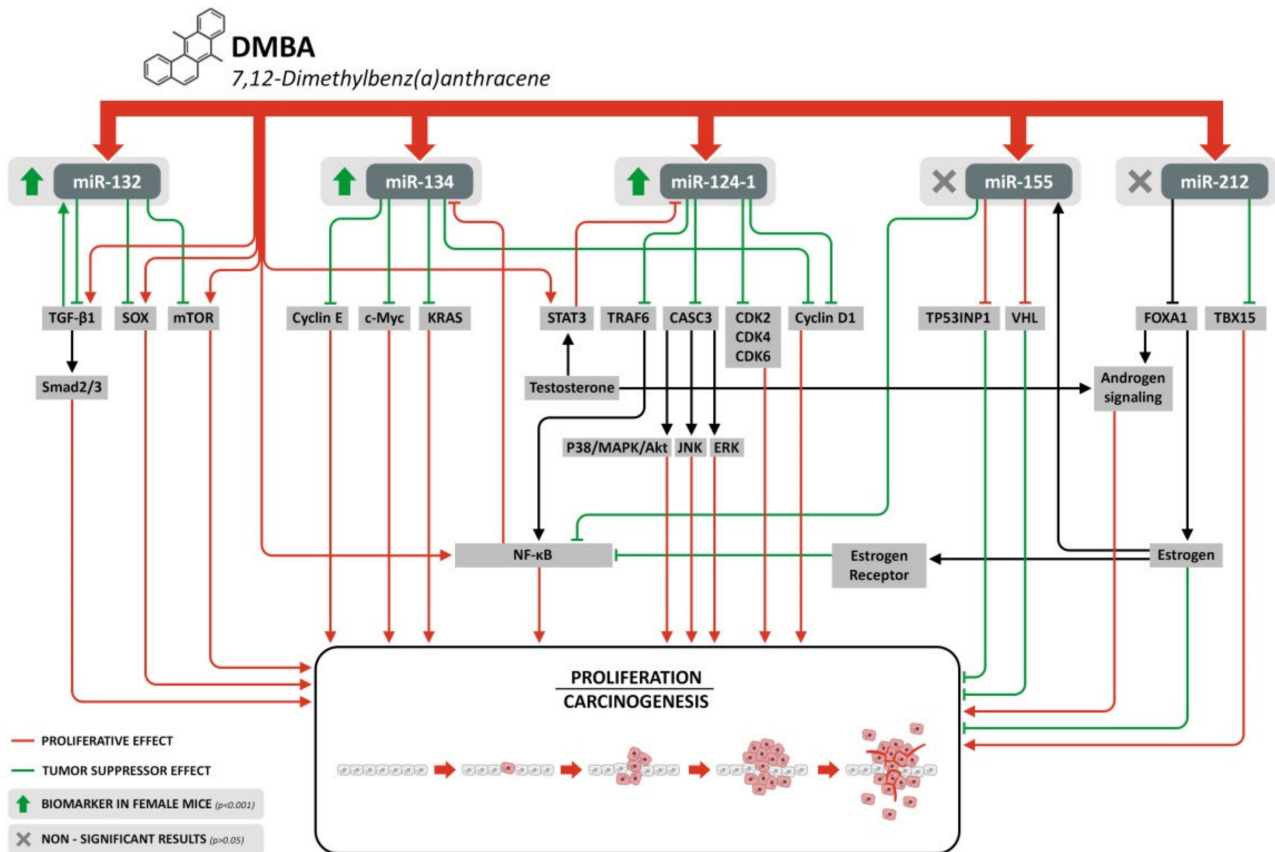 DMBA
7,12-Dimethylbenz(a)anthracene
miR-132
miR-134
miR-124-1
miR-155
miR-212
TGF-β1
SOX
mTOR
Cyclin E
c-Myc
KRAS
STAT3
TRAF6
CASC3
CDK2
CDK4
CDK6
Cyclin D1
TP53INP1
VHL
FOXA1
TBX15
Smad2/3
Testosterone
Androgen
signaling
P38/MAPK/Akt
JNK
ERK
NF-κB
Estrogen
Receptor
Estrogen
PROLIFERATION
CARCINOGENESIS
PROLIFERATIVE EFFECT
TUMOR SUPPRESSOR EFFECT
BIOMARKER IN FEMALE MICE (p<0.001)
NON - SIGNIFICANT RESULTS (p>0.05)